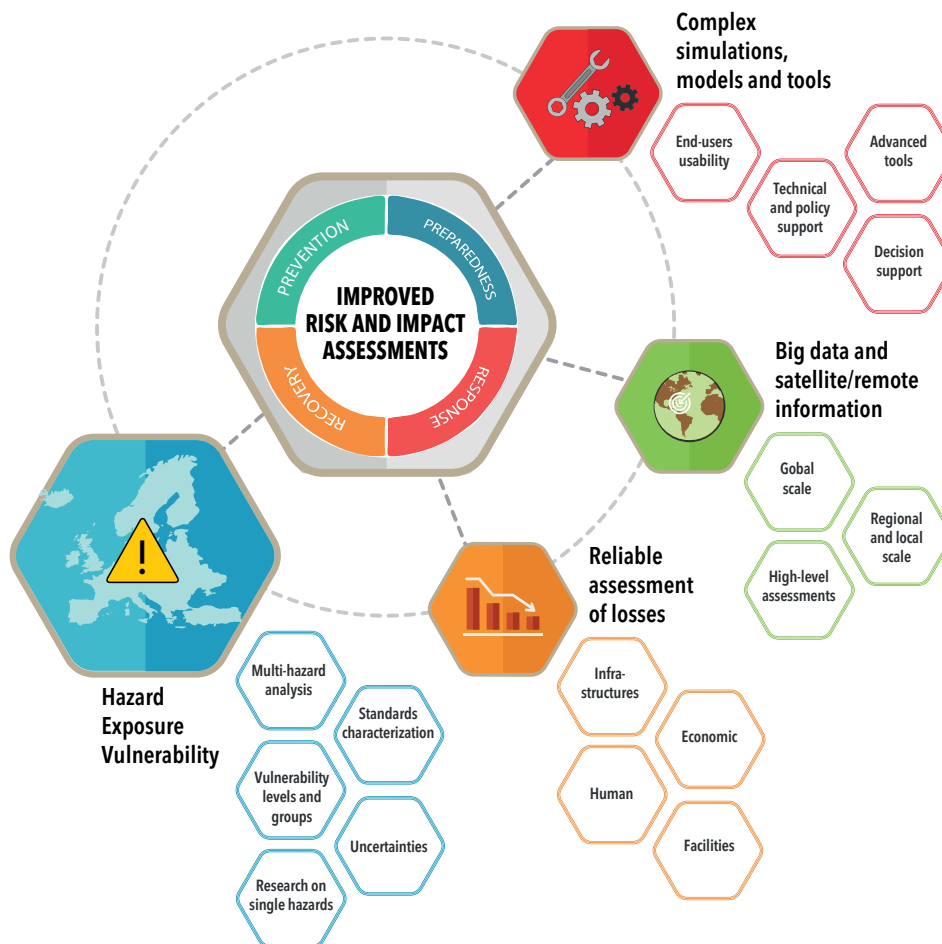 Complex
simulations,
models and tools
End-users
usability
Advanced
tools
Technical
and policy
support
Decision
support
PREVENTION
PREPAREDNESS
IMPROVED
RISK AND IMPACT
ASSESSMENTS
RECOVERY
RESPONSE
Big data and
satellite/remote
information
Gobal
scale
Regional
and local
scale
High-level
assessments
Reliable
assessment
of losses
Infra-
structures
Economic
Human
Facilities
Hazard
Exposure
Vulnerability
Multi-hazard
analysis
Standards
characterization
Vulnerability
levels and
groups
Uncertainties
Research on
single hazards